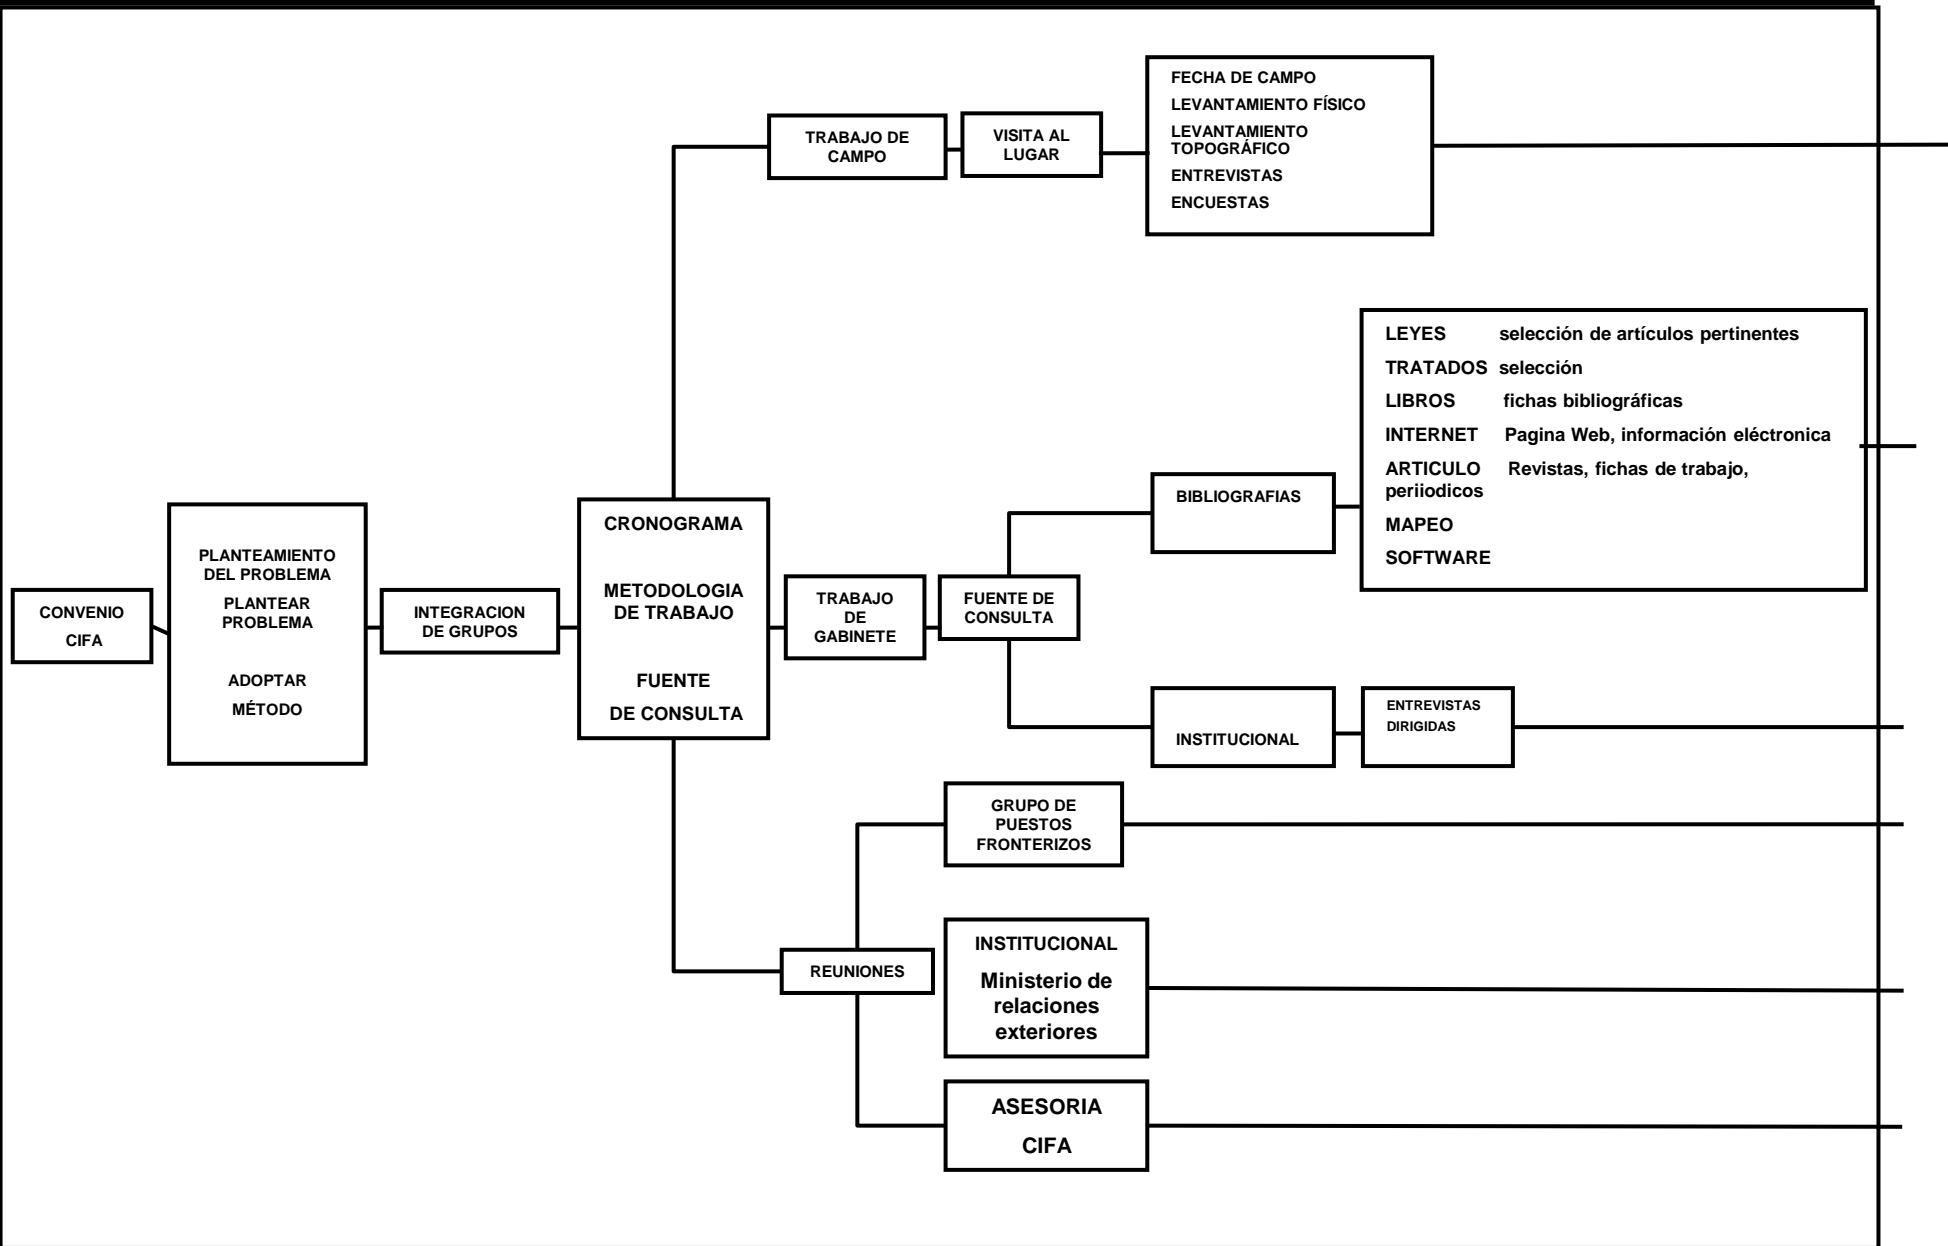 FECHA DE CAMPO
LEVANTAMIENTO FÍSICO
LEVANTAMIENTO
TOPOGRÁFICO
ENTREVISTAS
ENCUESTAS
TRABAJO DE
CAMPO
VISITA AL
LUGAR
LEYES selección de artículos pertinentes
TRATADOS selección
LIBROS fichas bibliográficas
INTERNET Pagina Web, información eléctronica
ARTICULO Revistas, fichas de trabajo,
periiodicos
MAPEO
SOFTWARE
BIBLIOGRAFIAS
CONVENIO
CIFA
PLANTEAMIENTO
DEL PROBLEMA
PLANTEAR
PROBLEMA
ADOPTAR
MÉTODO
INTEGRACION
DE GRUPOS
CRONOGRAMA
METODOLOGIA
DE TRABAJO
FUENTE
DE CONSULTA
TRABAJO
DE
GABINETE
FUENTE DE
CONSULTA
INSTITUCIONAL
ENTREVISTAS
DIRIGIDAS
GRUPO DE
PUESTOS
FRONTERIZOS
REUNIONES
INSTITUCIONAL
Ministerio de
relaciones
exteriores
ASESORIA
CIFA